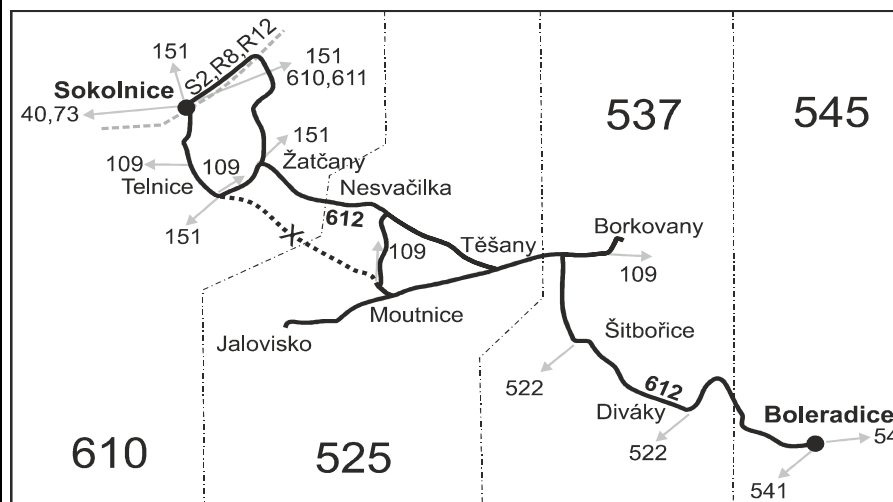 151
S2,R8,R12
151
610,611
Sokolnice
40,73
537
545
151
109
109
Žatčany
Telnice
Nesvačilka
612
151
X
109
Těšany
Borkovany
109
Moutnice
Jalovisko
Šitbořice
522
612
Diváky
Boleradice
54
522
610
525
541